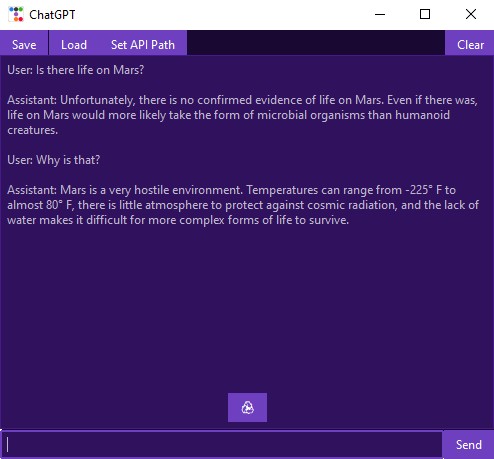 ChatGPT
Save Load Set API Path Clear
User: Is there life on Mars?
Assistant: Unfortunately, there is no confirmed evidence of life on Mars. Even if there was,
life on Mars would more likely take the form of microbial organisms than humanoid
creatures.
User: Why is that?
Assistant: Mars is a very hostile environment. Temperatures can range from -225° F to
almost 80° F, there is little atmosphere to protect against cosmic radiation, and the lack of
water makes it difficult for more complex forms of life to survive.
Send